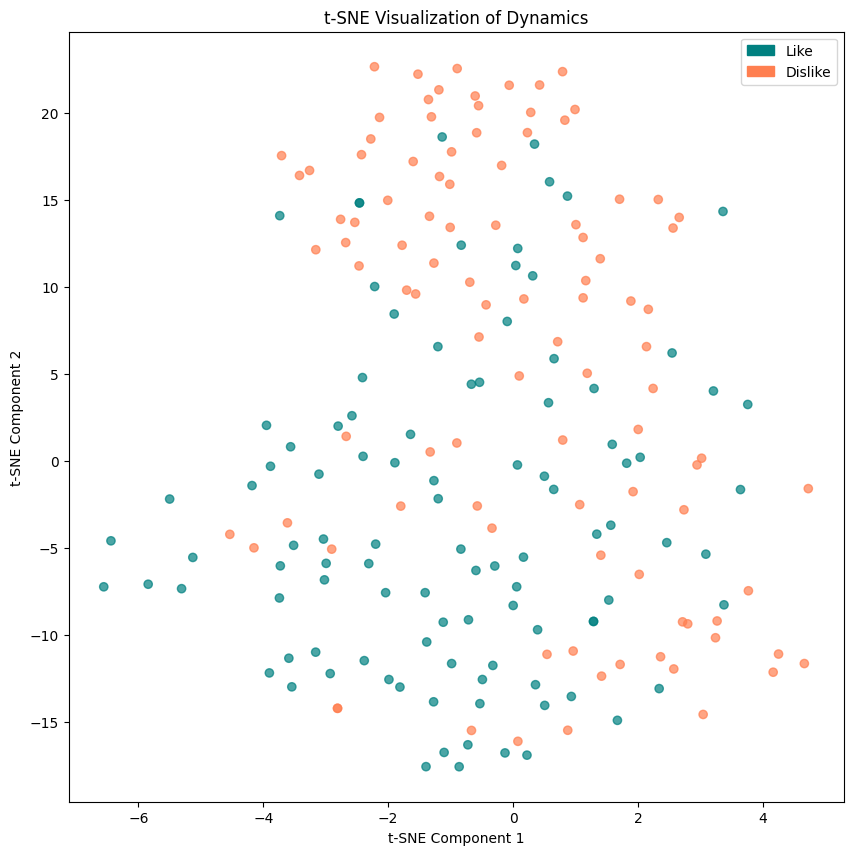 t-SNE Visualization of Dynamics
Like
Dislike
20
15
10
5
0
−5
−10
−15
t-SNE Component 2
−6
−4
−2
0
2
4
t-SNE Component 1